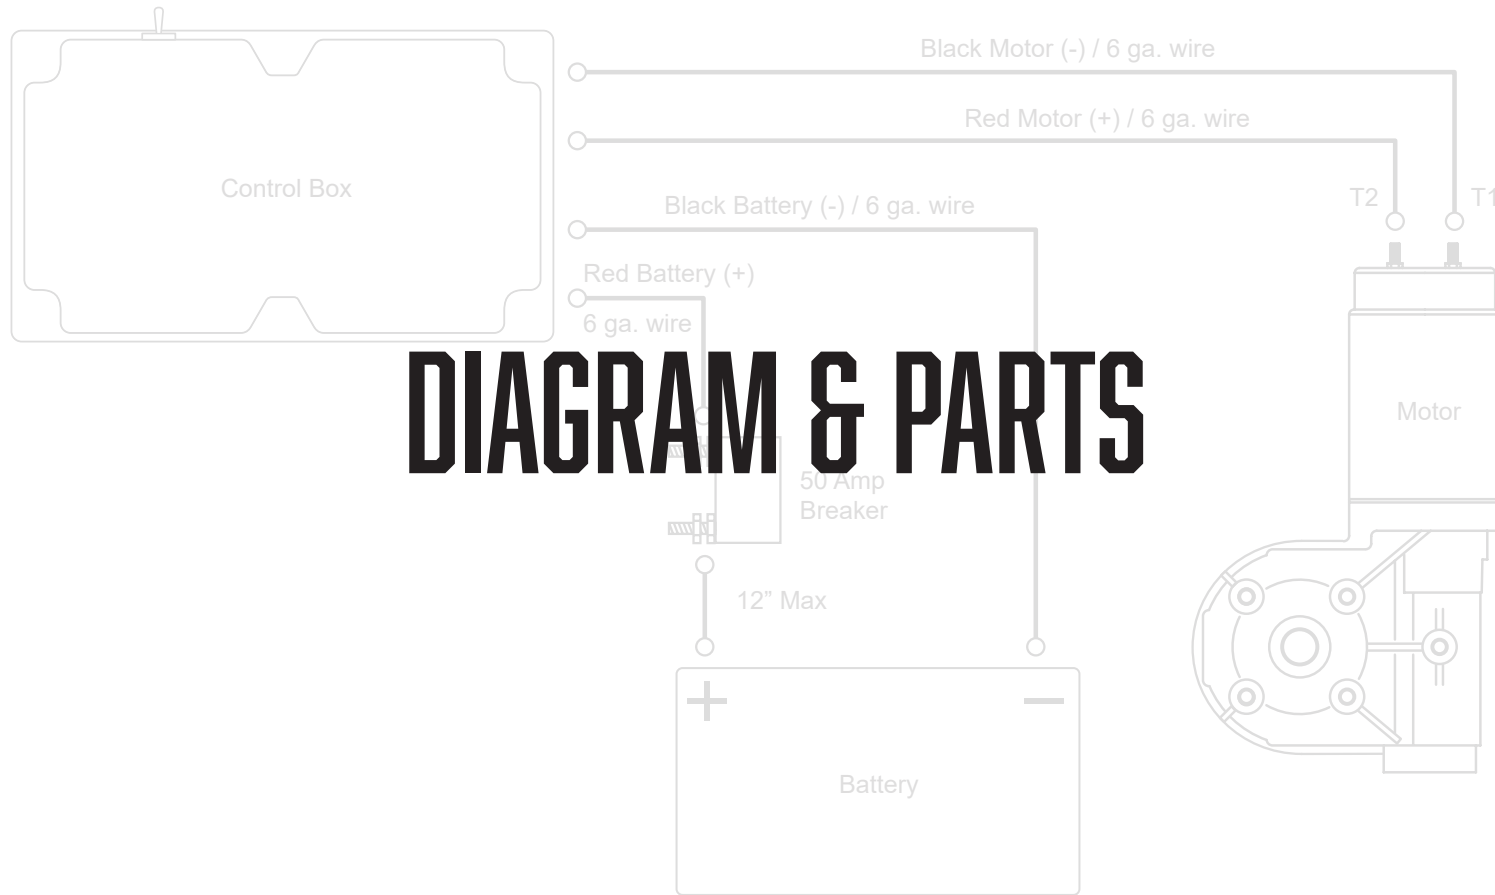 Black Motor (-) / 6 ga. wire
Red Motor (+) / 6 ga. wire
Control Box
T2
T1
Black Battery (-) / 6 ga. wire
Red Battery (+)
6 ga. wire
DIAGRAM & PARTS
Motor
50 Amp
Breaker
12” Max
+
—
Battery